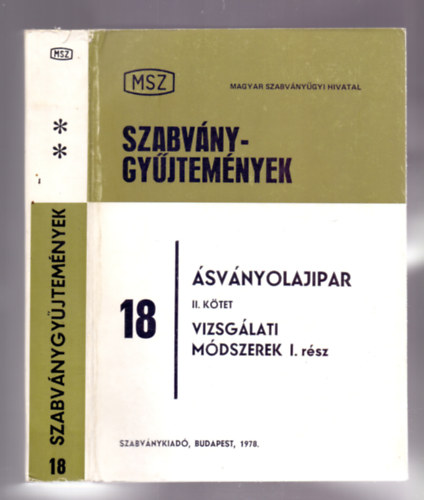 MSZ
**
SZABVÁNYGYŰJTEMÉNYEK
18
MSZ
MAGYAR SZABVÁNYÜGYI HIVATAL
SZABVÁNY-
GYŰJTEMÉNYEK
18
ÁSVÁNYOLAJIPAR
II. KÖTET
VIZSGÁLATI
MÓDSZEREK I. rész
SZABVÁNYKIADÓ, BUDAPEST, 1978.